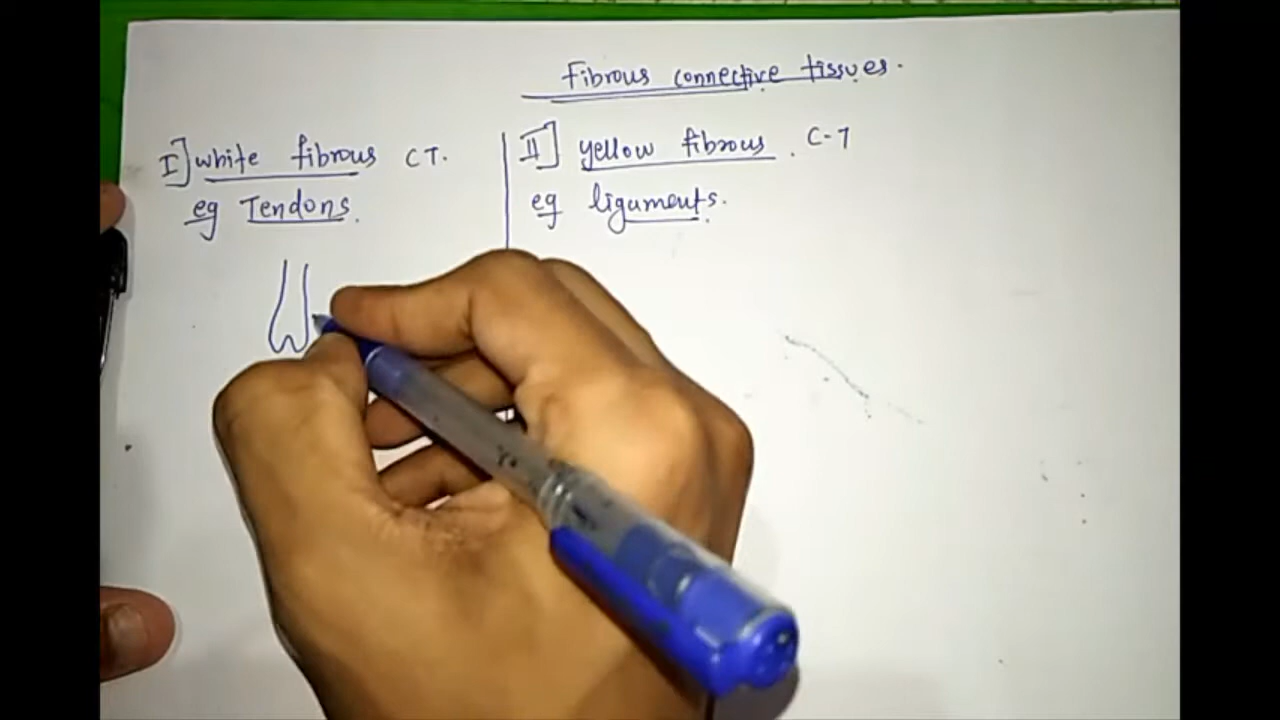 Fibrous connective tissues.
I] white fibrous CT.
eg Tendons.
II] yellow fibrous. C-T
eg ligaments.